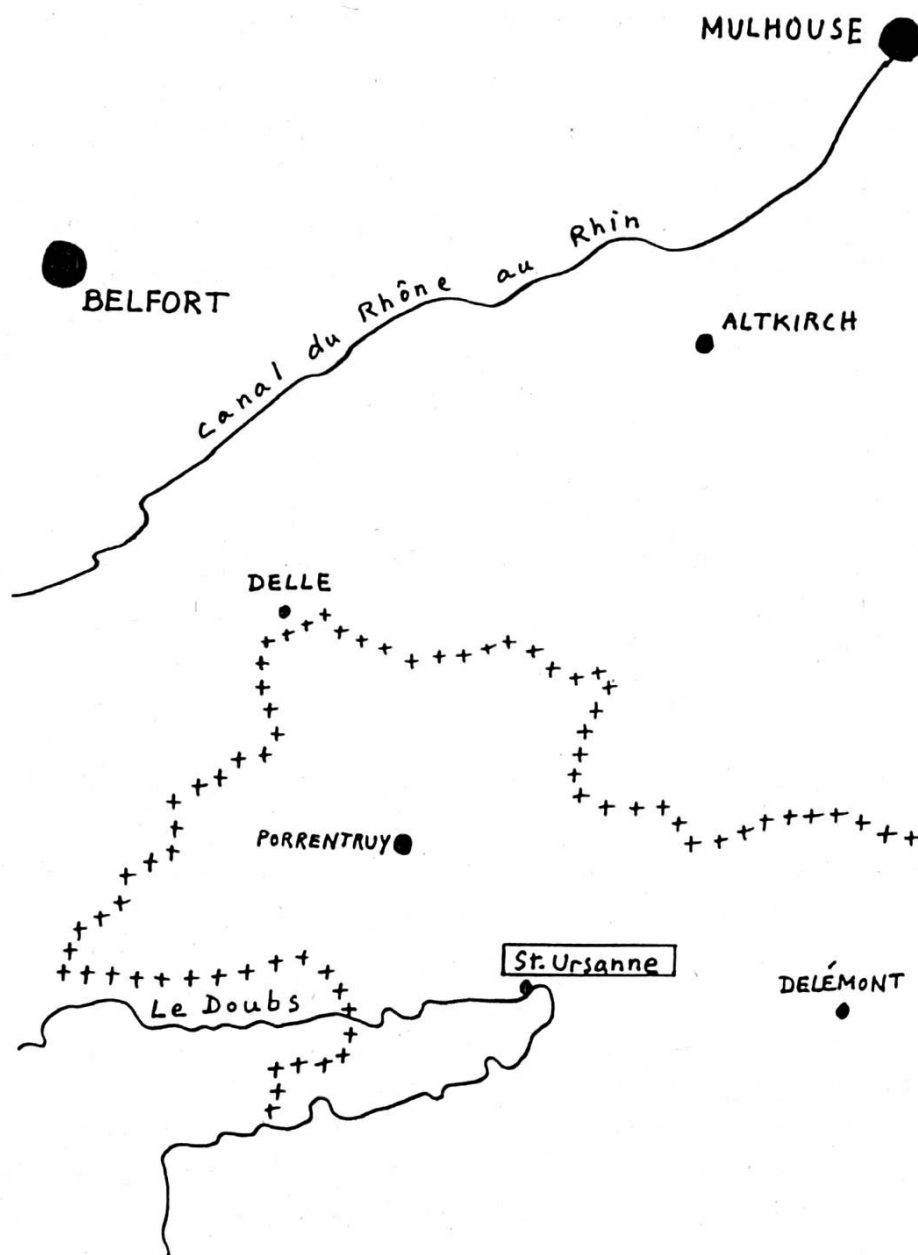 MULHOUSE
BELFORT
Canal du Rhône au Rhin
ALTKIRCH
DELLE
PORRENTRUY
St. Ursanne
DELÉMONT
Le Doubs